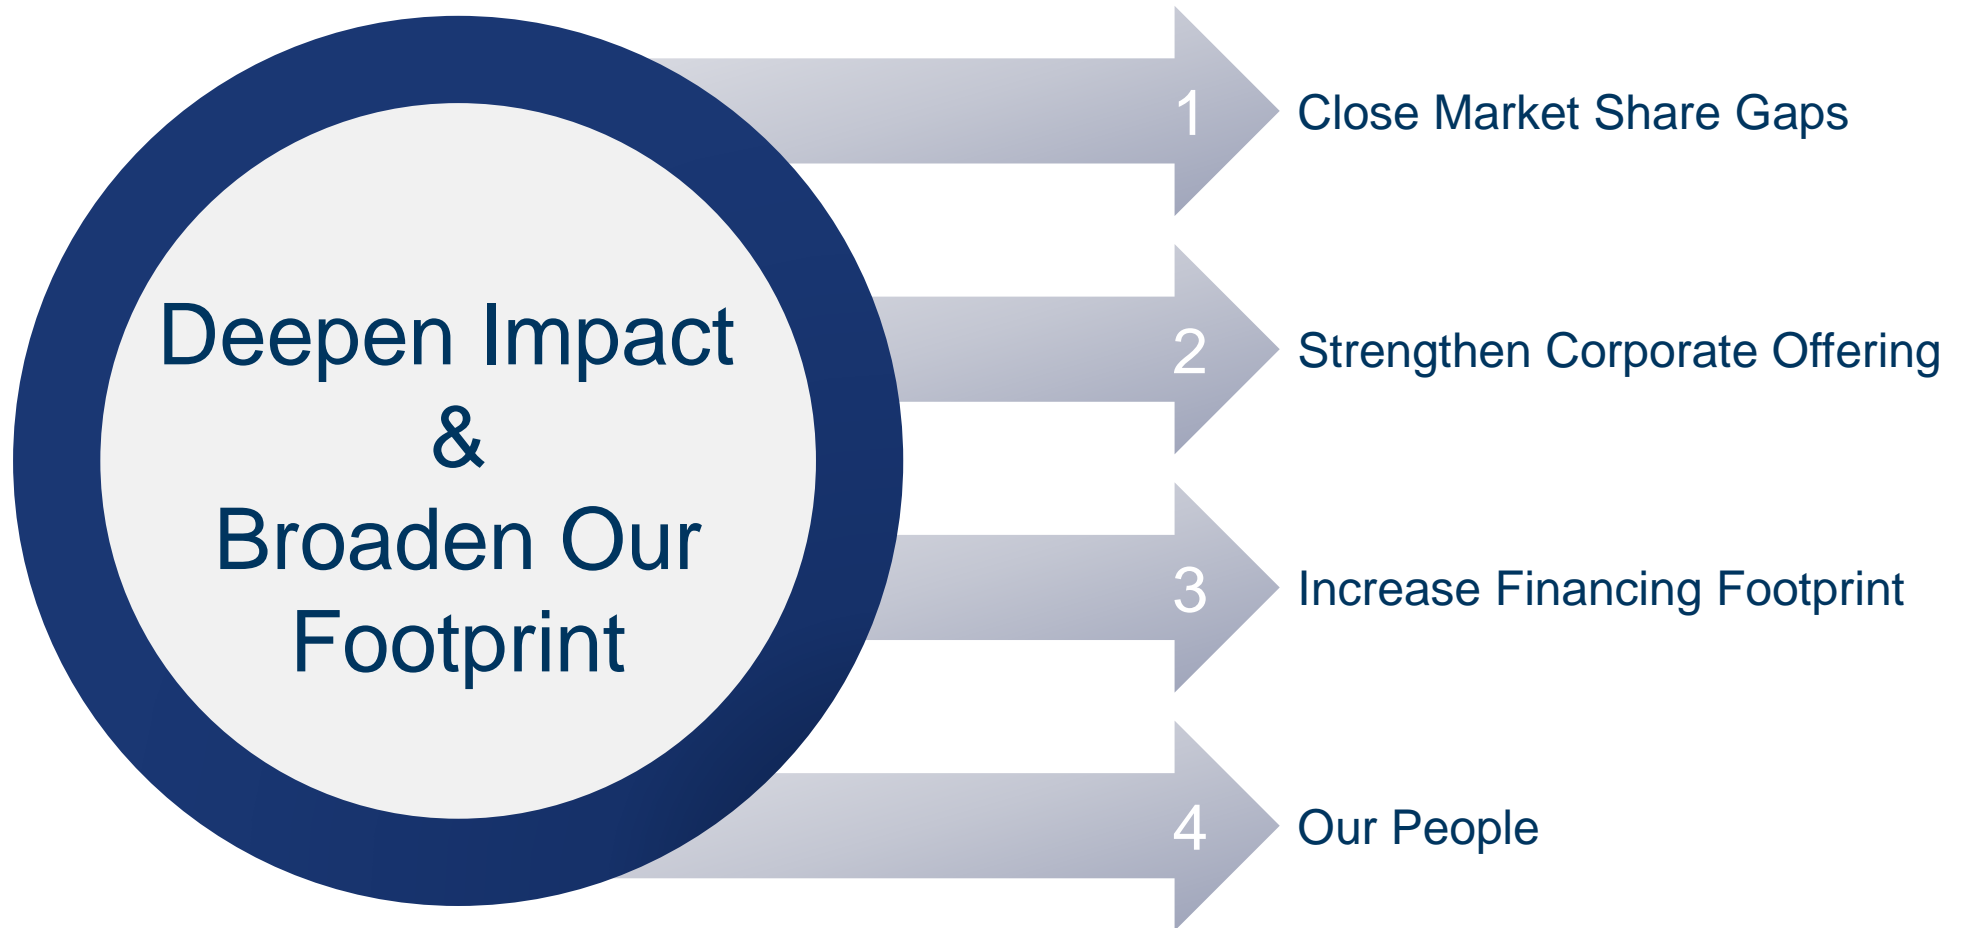 Deepen Impact
&
Broaden Our
Footprint
1 Close Market Share Gaps
2 Strengthen Corporate Offering
3 Increase Financing Footprint
4 Our People